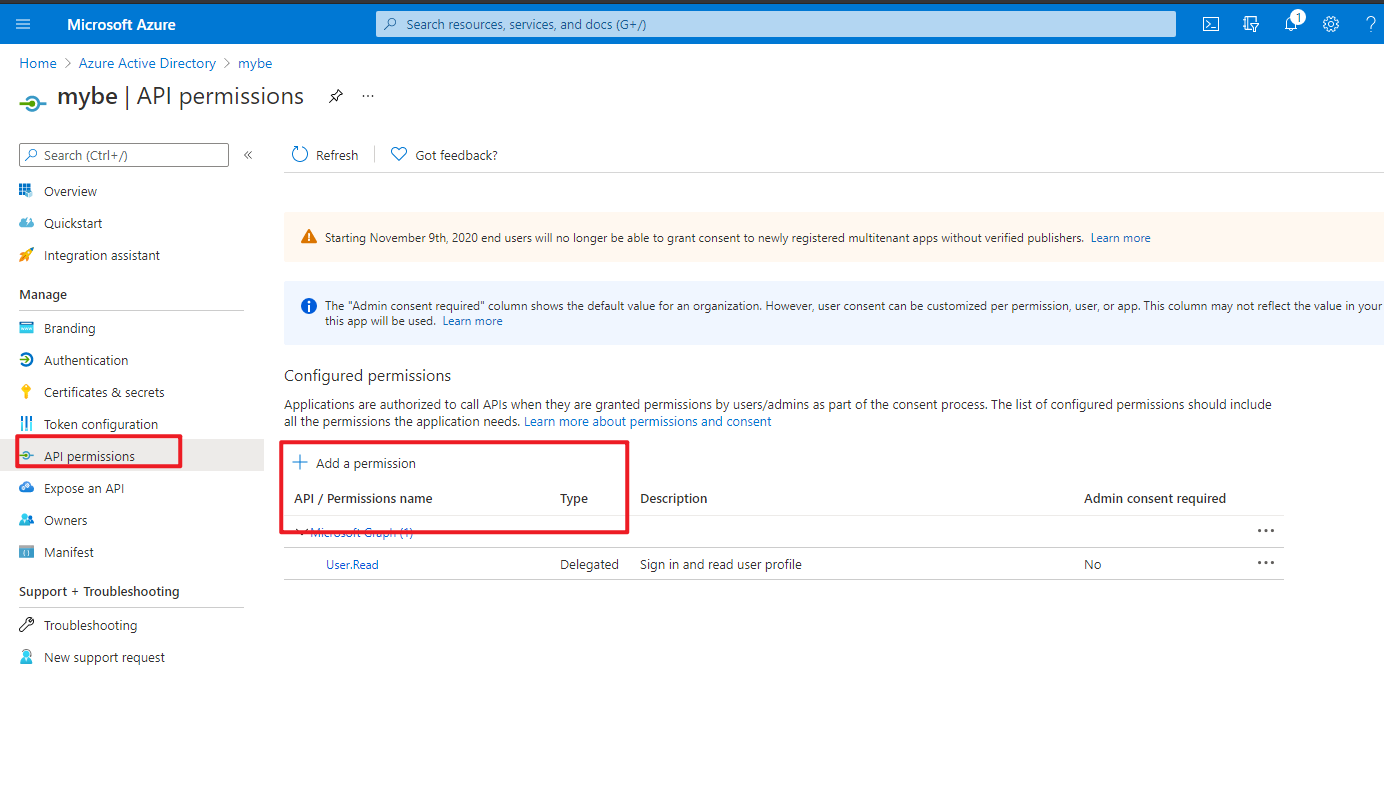 Microsoft Azure
Search resources, services, and docs (G+/)
1
?
Home > Azure Active Directory > mybe
mybe | API permissions
...
Search (Ctrl+/)
«
Refresh
Got feedback?
Overview
Quickstart
Integration assistant
Manage
Branding
Authentication
Certificates & secrets
Token configuration
API permissions
Expose an API
Owners
Manifest
Support + Troubleshooting
Troubleshooting
New support request
Starting November 9th, 2020 end users will no longer be able to grant consent to newly registered multitenant apps without verified publishers. Learn more
The "Admin consent required" column shows the default value for an organization. However, user consent can be customized per permission, user, or app. This column may not reflect the value in your
this app will be used. Learn more
Configured permissions
Applications are authorized to call APIs when they are granted permissions by users/admins as part of the consent process. The list of configured permissions should include
all the permissions the application needs. Learn more about permissions and consent
+ Add a permission
API / Permissions name Type Description Admin consent required
Microsoft Graph (1) ...
User.Read Delegated Sign in and read user profile No ...